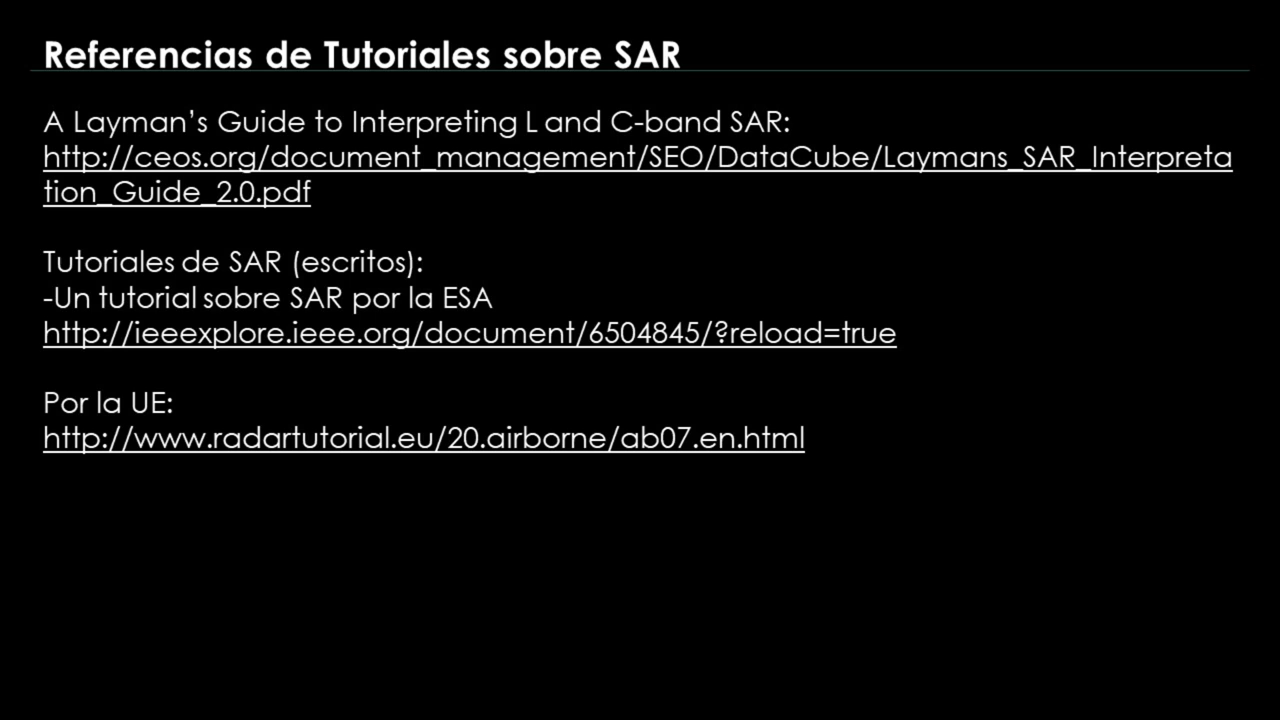 Referencias de Tutoriales sobre SAR
A Layman’s Guide to Interpreting L and C-band SAR:
http://ceos.org/document_management/SEO/DataCube/Laymans_SAR_Interpreta
tion_Guide_2.0.pdf
Tutoriales de SAR (escritos):
-Un tutorial sobre SAR por la ESA
http://ieeexplore.ieee.org/document/6504845/?reload=true
Por la UE:
http://www.radartutorial.eu/20.airborne/ab07.en.html